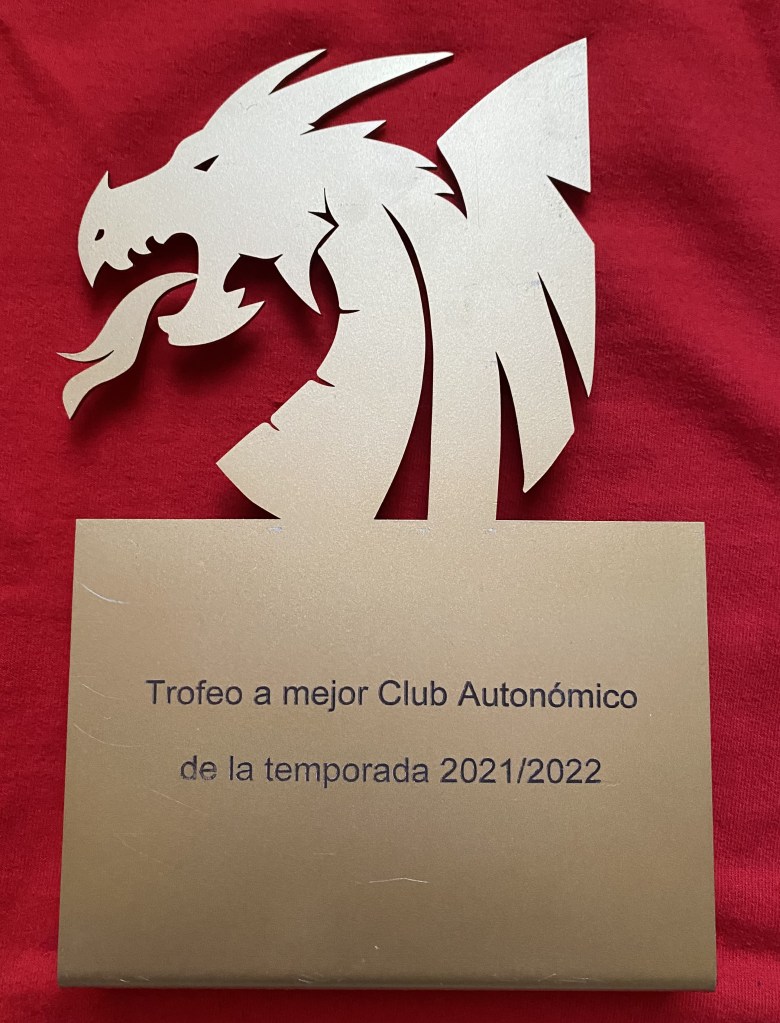 Trofeo a mejor Club Autonómico
de la temporada 2021/2022